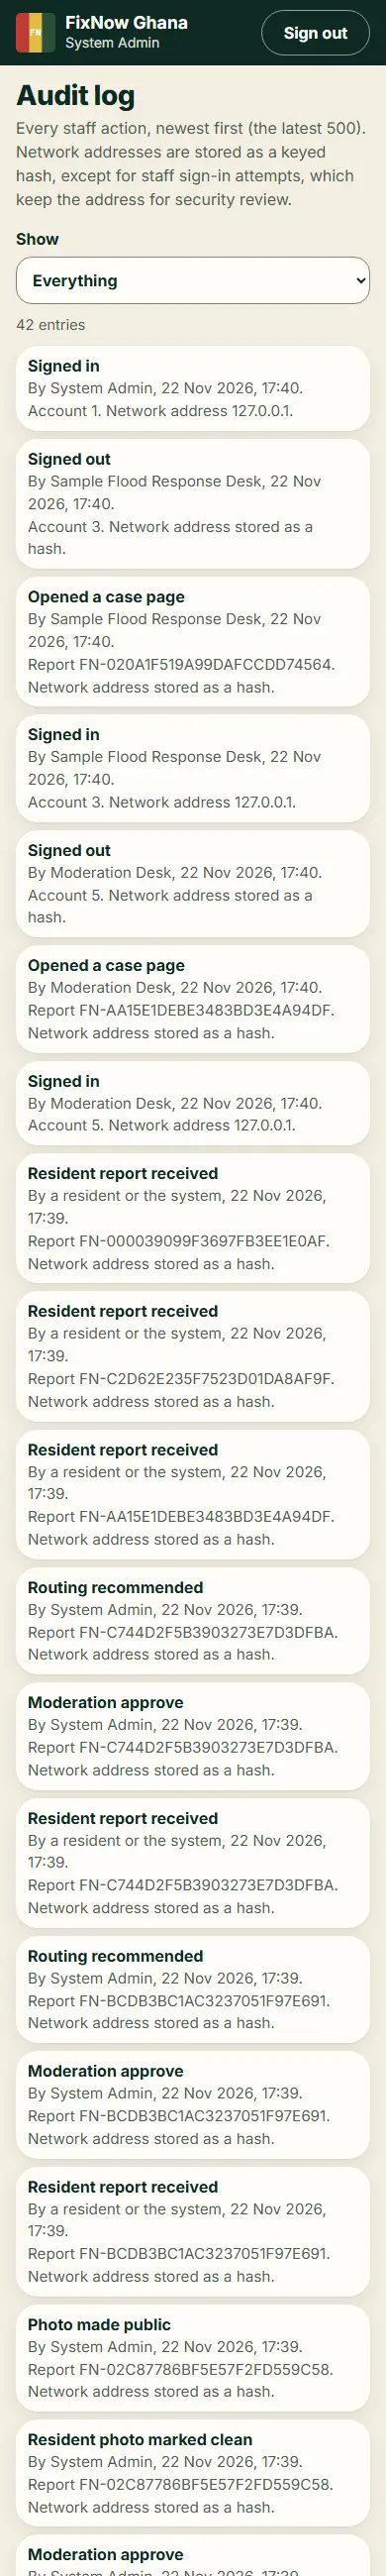 FN
FixNow Ghana
System Admin
Sign out
Audit log
Every staff action, newest first (the latest 500).
Network addresses are stored as a keyed
hash, except for staff sign-in attempts, which
keep the address for security review.
Show
Everything
42 entries
Signed in
By System Admin, 22 Nov 2026, 17:40.
Account 1. Network address 127.0.0.1.
Signed out
By Sample Flood Response Desk, 22 Nov
2026, 17:40.
Account 3. Network address stored as a
hash.
Opened a case page
By Sample Flood Response Desk, 22 Nov
2026, 17:40.
Report FN-020A1F519A99DAFCCDD74564.
Network address stored as a hash.
Signed in
By Sample Flood Response Desk, 22 Nov
2026, 17:40.
Account 3. Network address 127.0.0.1.
Signed out
By Moderation Desk, 22 Nov 2026, 17:40.
Account 5. Network address stored as a
hash.
Opened a case page
By Moderation Desk, 22 Nov 2026, 17:40.
Report FN-AA15E1DEBE3483BD3E4A94DF.
Network address stored as a hash.
Signed in
By Moderation Desk, 22 Nov 2026, 17:40.
Account 5. Network address 127.0.0.1.
Resident report received
By a resident or the system, 22 Nov 2026,
17:39.
Report FN-000039099F3697FB3EE1E0AF.
Network address stored as a hash.
Resident report received
By a resident or the system, 22 Nov 2026,
17:39.
Report FN-C2D62E235F7523D01DA8AF9F.
Network address stored as a hash.
Resident report received
By a resident or the system, 22 Nov 2026,
17:39.
Report FN-AA15E1DEBE3483BD3E4A94DF.
Network address stored as a hash.
Routing recommended
By System Admin, 22 Nov 2026, 17:39.
Report FN-C744D2F5B3903273E7D3DFBA.
Network address stored as a hash.
Moderation approve
By System Admin, 22 Nov 2026, 17:39.
Report FN-C744D2F5B3903273E7D3DFBA.
Network address stored as a hash.
Resident report received
By a resident or the system, 22 Nov 2026,
17:39.
Report FN-C744D2F5B3903273E7D3DFBA.
Network address stored as a hash.
Routing recommended
By System Admin, 22 Nov 2026, 17:39.
Report FN-BCDB3BC1AC3237051F97E691.
Network address stored as a hash.
Moderation approve
By System Admin, 22 Nov 2026, 17:39.
Report FN-BCDB3BC1AC3237051F97E691.
Network address stored as a hash.
Resident report received
By a resident or the system, 22 Nov 2026,
17:39.
Report FN-BCDB3BC1AC3237051F97E691.
Network address stored as a hash.
Photo made public
By System Admin, 22 Nov 2026, 17:39.
Report FN-02C87786BF5E57F2FD559C58.
Network address stored as a hash.
Resident photo marked clean
By System Admin, 22 Nov 2026, 17:39.
Report FN-02C87786BF5E57F2FD559C58.
Network address stored as a hash.
Moderation approve